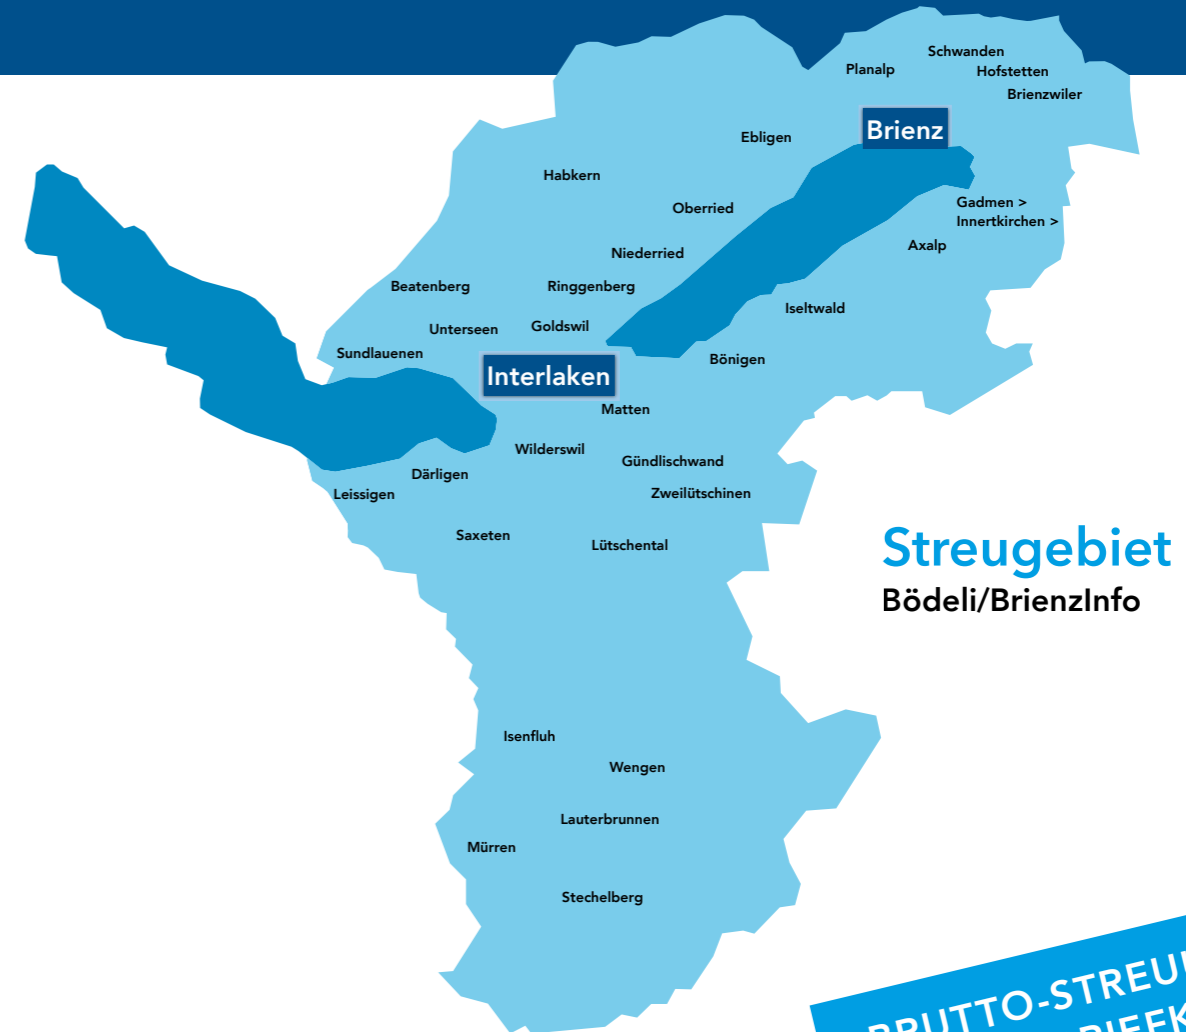 Schwanden
Planalp
Hofstetten
Brienzwiler
Brienz
Ebligen
Habkern
Oberried
Gadmen >
Innertkirchen >
Axalp
Niederried
Beatenberg
Ringgenberg
Iseltwald
Unterseen
Goldswil
Sundlauenen
Bönigen
Interlaken
Matten
Wilderswil
Gündlischwand
Därligen
Leissigen
Zweilütschinen
Saxeten
Lütschental
Streugebiet
Bödeli/BrienzInfo
Isenfluh
Wengen
Lauterbrunnen
Mürren
Stechelberg